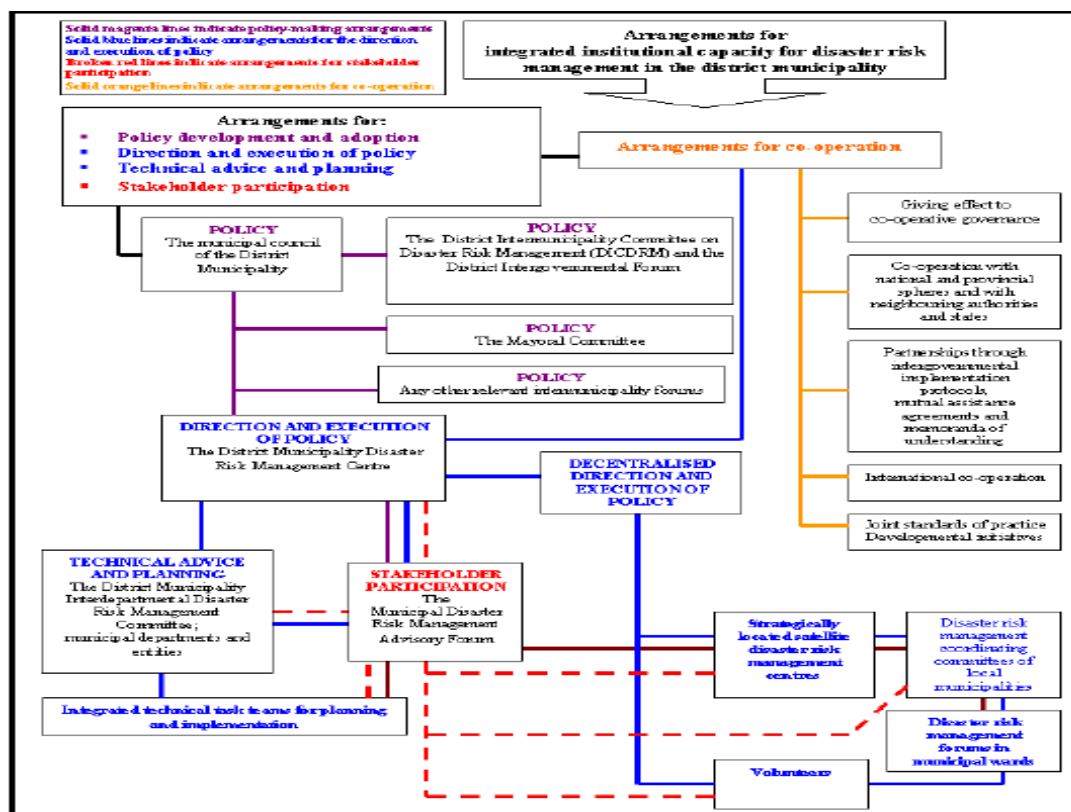 Solid magenta lines indicate policy-making arrangements
Solid blue lines indicate arrangements for the direction
and execution of policy
Broken red lines indicate arrangements for stakeholder
participation
Solid orange lines indicate arrangements for co-operation
Arrangements for
integrated institutional capacity for disaster risk
management in the district municipality
Arrangements for:
Policy development and adoption
Direction and execution of policy
Technical advice and planning
Stakeholder participation
Arrangements for co-operation
Giving effect to
co-operative governance
Co-operation with
national and provincial
spheres and with
neighbouring authorities
and states
Partnerships through
intergovernmental
implementation
protocols,
mutual assistance
agreements and
memoranda of
understanding
International co-operation
Joint standards of practice
Developmental initiatives
POLICY
The municipal council
of the District
Municipality
POLICY
The District Intermunicipality Committee on
Disaster Risk Management (DICDRM) and the
District Intergovernmental Forum
POLICY
The Mayoral Committee
POLICY
Any other relevant intermunicipality forums
DIRECTION AND EXECUTION
OF POLICY
The District Municipality Disaster
Risk Management Centre
DECENTRALISED
DIRECTION AND
EXECUTION OF
POLICY
TECHNICAL ADVICE
AND PLANNING
The District Municipality
Interdepartmental Disaster
Risk Management
Committee;
municipal departments and
entities
STAKEHOLDER
PARTICIPATION
The
Municipal Disaster
Risk Management
Advisory Forum
Strategically
located satellite
disaster risk
management
centres
Disaster risk
management
coordinating
committees of
local
municipalities
Integrated technical task teams for planning
and implementation
Disaster risk
management
forums in
municipal wards
Volunteers